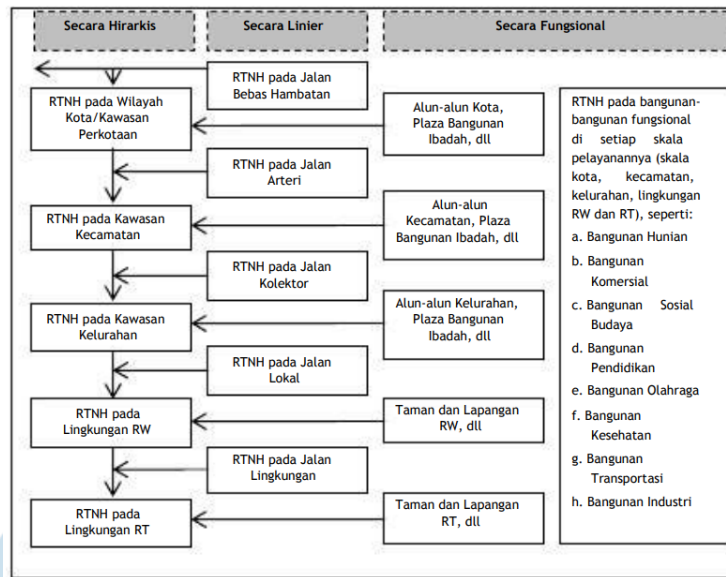 Secara Hirarkis
Secara Linier
Secara Fungsional
RTNH pada Jalan
Bebas Hambatan
RTNH pada Wilayah
Kota/Kawasan
Perkotaan
Alun-alun Kota,
Plaza Bangunan
Ibadah, dll
RTNH pada Jalan
Arteri
RTNH pada Kawasan
Kecamatan
Alun-alun
Kecamatan, Plaza
Bangunan Ibadah, dll
RTNH pada Jalan
Kolektor
RTNH pada Kawasan
Kelurahan
Alun-alun Kelurahan,
Plaza Bangunan
Ibadah, dll
RTNH pada Jalan
Lokal
RTNH pada
Lingkungan RW
Taman dan Lapangan
RW, dll
RTNH pada Jalan
Lingkungan
RTNH pada
Lingkungan RT
Taman dan Lapangan
RT, dll
RTNH pada bangunan-
bangunan fungsional
di setiap skala
pelayanannya (skala
kota, kecamatan,
kelurahan, lingkungan
RW dan RT), seperti:
a. Bangunan Hunian
b. Bangunan
Komersial
c. Bangunan Sosial
Budaya
d. Bangunan
Pendidikan
e. Bangunan Olahraga
f. Bangunan
Kesehatan
g. Bangunan
Transportasi
h. Bangunan Industri